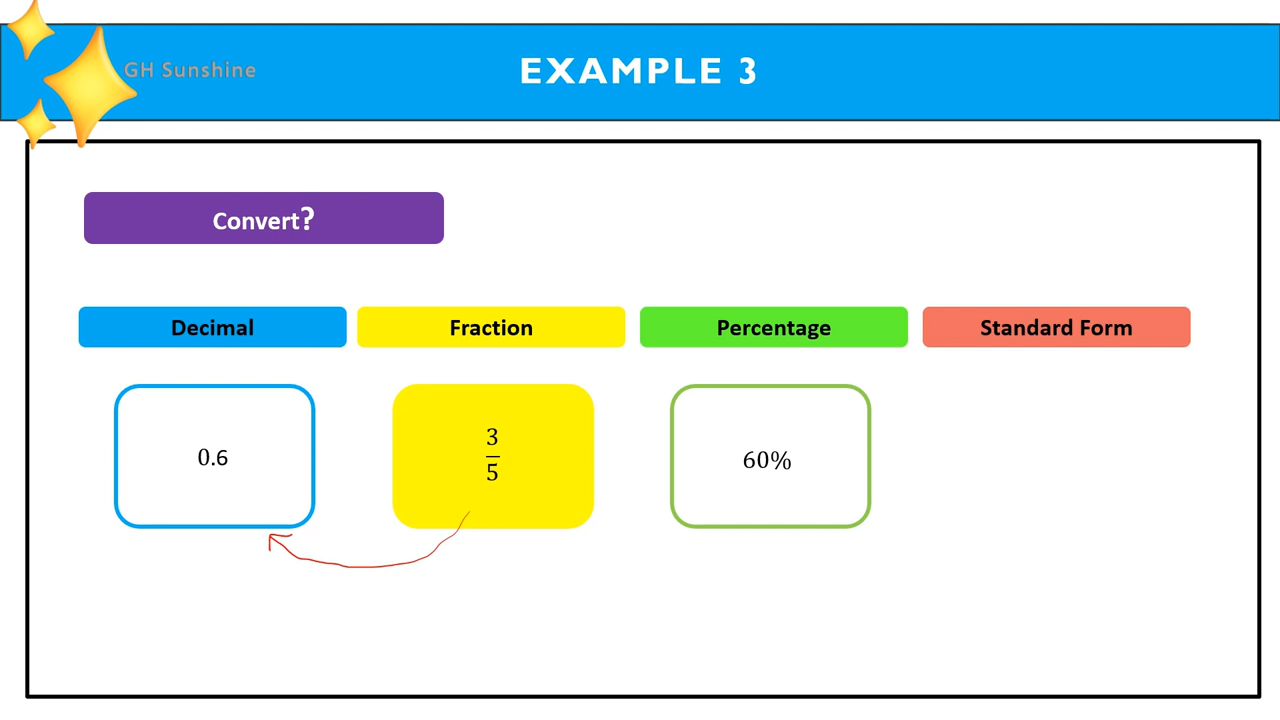 GH Sunshine
EXAMPLE 3
Convert?
Decimal Fraction Percentage Standard Form
0.6 3/5 60%